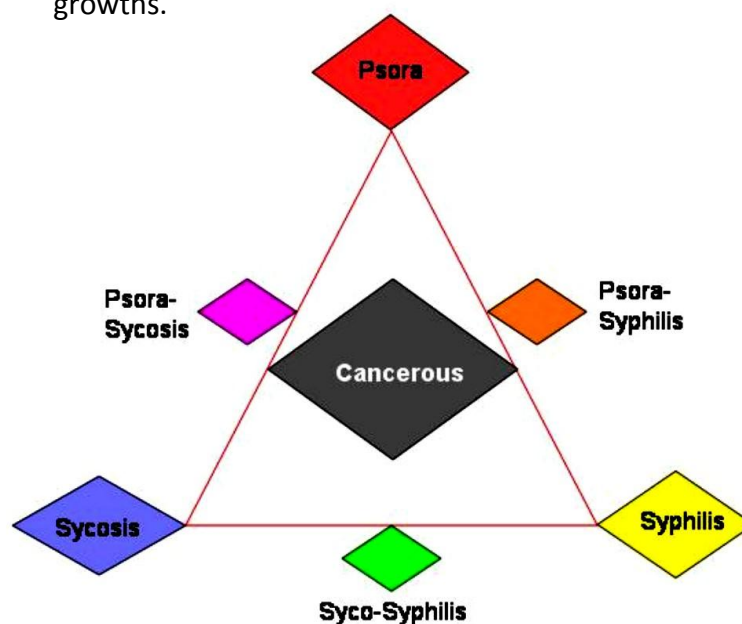 growths.
Psora
Psora-
Sycosis
Psora-
Syphilis
Cancerous
Sycosis
Syphilis
Syco-Syphilis